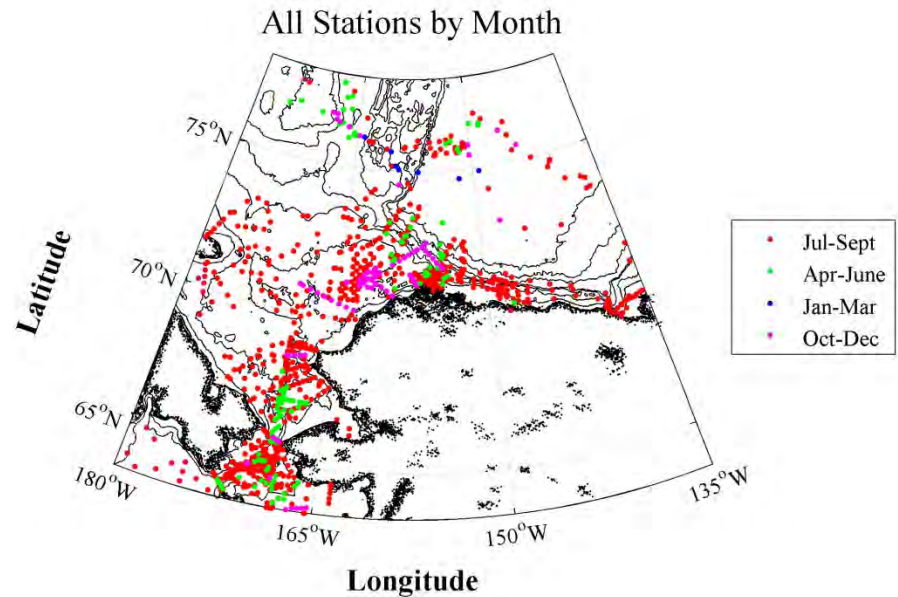 All Stations by Month
75°N
70°N
65°N
Latitude
180°W
165°W
150°W
135°W
Longitude
Jul-Sept
Apr-June
Jan-Mar
Oct-Dec